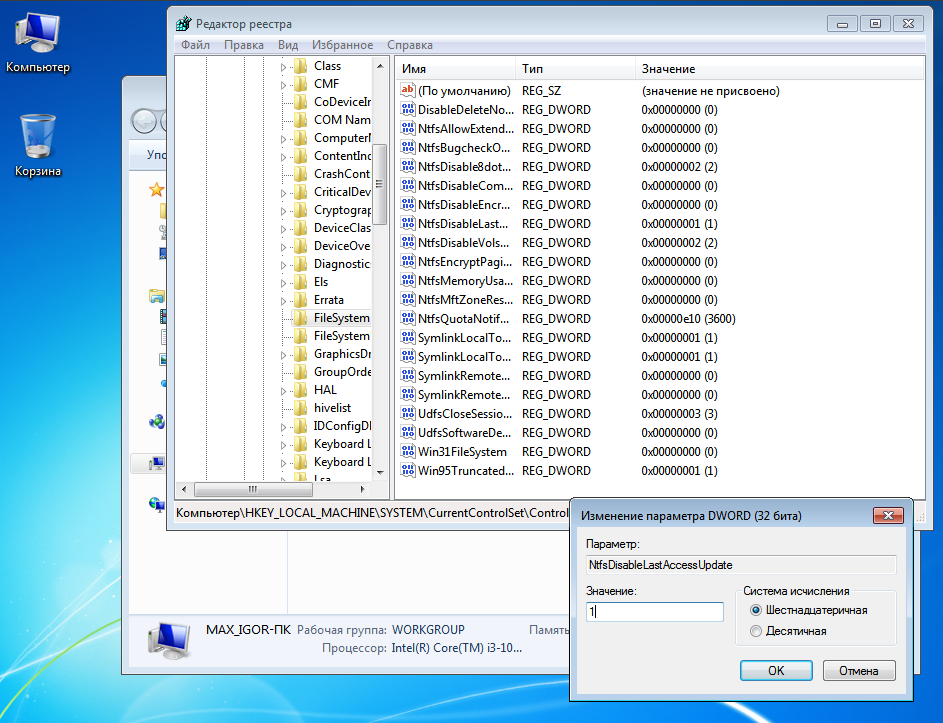 Компьютер
Корзина
Редактор реестра
Файл Правка Вид Избранное Справка
Class
CMF
CoDeviceIn
COM Nam
Computer
ContentInd
CrashCont
CriticalDev
Cryptograp
DeviceClas
DeviceOve
Diagnostic
Els
Errata
FileSystem
FileSystem
GraphicsDr
GroupOrde
HAL
hivelist
IDConfigD
Keyboard L
Keyboard L
Lsa
Имя Тип Значение
(По умолчанию) REG_SZ (значение не присвоено)
DisableDeleteNo... REG_DWORD 0x00000000 (0)
NtfsAllowExtend... REG_DWORD 0x00000000 (0)
NtfsBugcheckO... REG_DWORD 0x00000000 (0)
NtfsDisable8dot... REG_DWORD 0x00000002 (2)
NtfsDisableCom... REG_DWORD 0x00000000 (0)
NtfsDisableEncr... REG_DWORD 0x00000000 (0)
NtfsDisableLast... REG_DWORD 0x00000001 (1)
NtfsDisableVols... REG_DWORD 0x00000002 (2)
NtfsEncryptPagi... REG_DWORD 0x00000000 (0)
NtfsMemoryUsa... REG_DWORD 0x00000000 (0)
NtfsMftZoneRes... REG_DWORD 0x00000000 (0)
NtfsQuotaNotif... REG_DWORD 0x00000e10 (3600)
SymlinkLocalTo... REG_DWORD 0x00000001 (1)
SymlinkLocalTo... REG_DWORD 0x00000001 (1)
SymlinkRemote... REG_DWORD 0x00000000 (0)
SymlinkRemote... REG_DWORD 0x00000000 (0)
UdfsCloseSessio... REG_DWORD 0x00000003 (3)
UdfsSoftwareDe... REG_DWORD 0x00000000 (0)
Win31FileSystem REG_DWORD 0x00000000 (0)
Win95Truncated... REG_DWORD 0x00000001 (1)
Компьютер\HKEY_LOCAL_MACHINE\SYSTEM\CurrentControlSet\Control
Упо
MAX_IGOR-ПК Рабочая группа: WORKGROUP Память
Процессор: Intel(R) Core(TM) i3-10...
Изменение параметра DWORD (32 бита)
Параметр:
NtfsDisableLastAccessUpdate
Значение:
1
Система исчисления
Шестнадцатеричная
Десятичная
OK Отмена